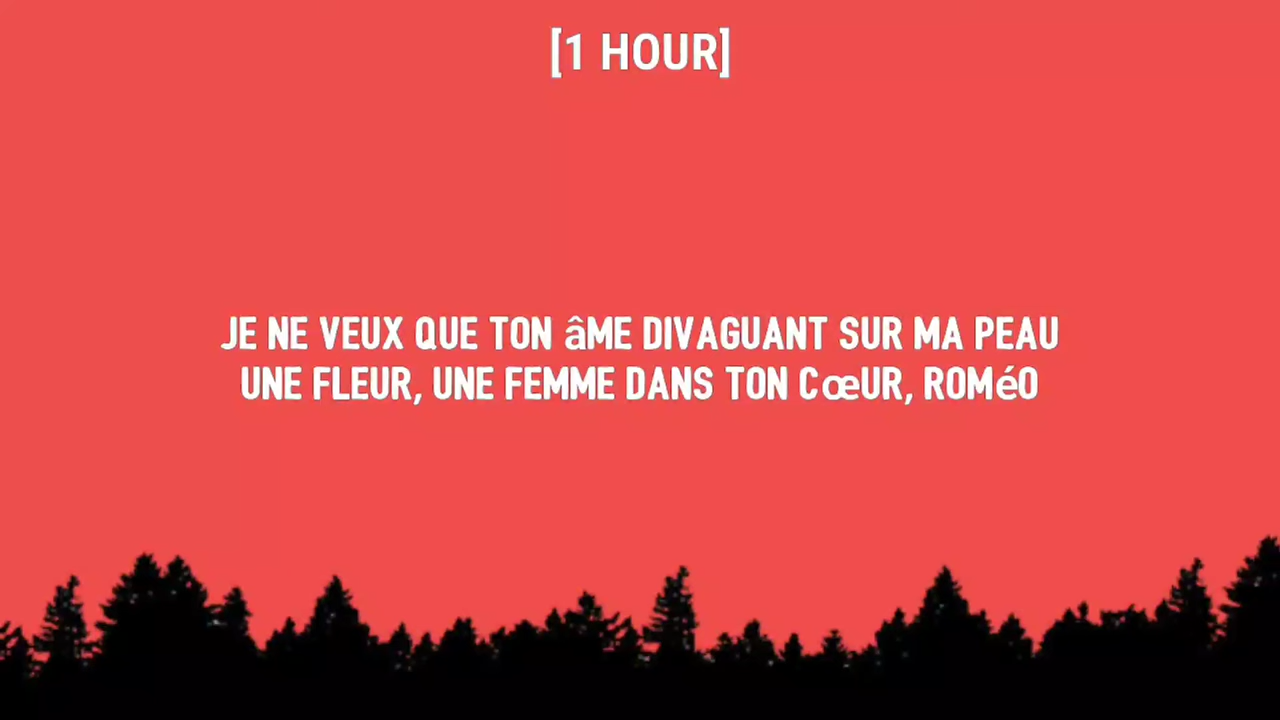 [1 HOUR]
JE NE VEUX QUE TON âME DIVAGUANT SUR MA PEAU
UNE FLEUR, UNE FEMME DANS TON CœUR, ROMéO